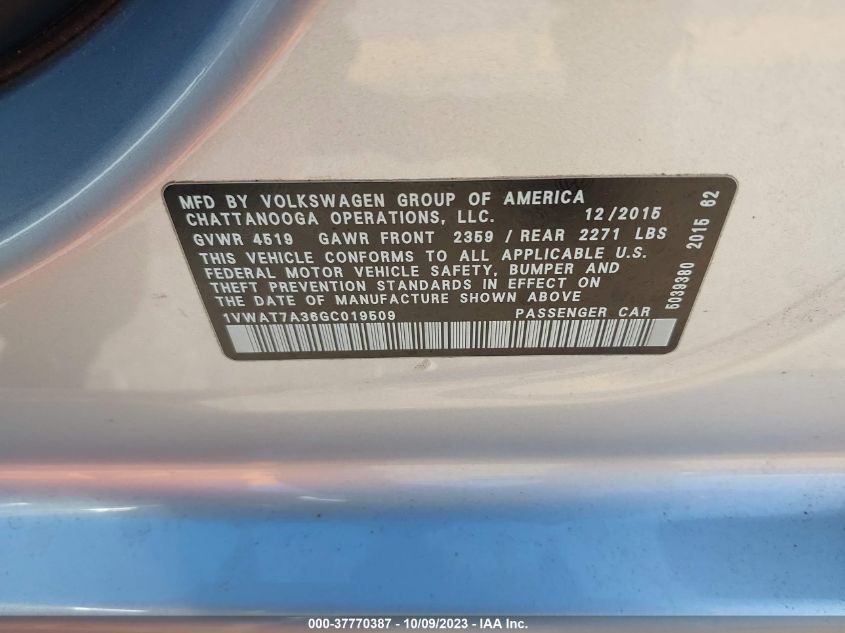 MFD BY VOLKSWAGEN GROUP OF AMERICA
CHATTANOOGA OPERATIONS, LLC. 12/2015
GVWR 4519 GAWR FRONT 2359 / REAR 2271 LBS
THIS VEHICLE CONFORMS TO ALL APPLICABLE U.S.
FEDERAL MOTOR VEHICLE SAFETY, BUMPER AND
THEFT PREVENTION STANDARDS IN EFFECT ON
THE DATE OF MANUFACTURE SHOWN ABOVE
1VWAT7A36GC019509 PASSENGER CAR
5039380 2015 62
000-37770387 - 10/09/2023 - IAA Inc.